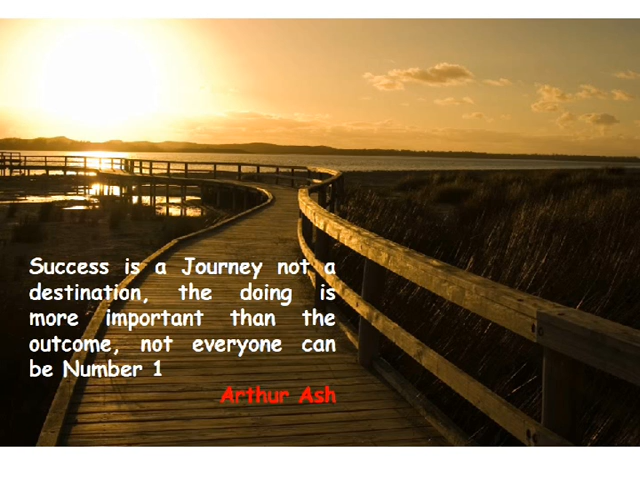 Success is a Journey not a
destination, the doing is
more important than the
outcome, not everyone can
be Number 1
Arthur Ash